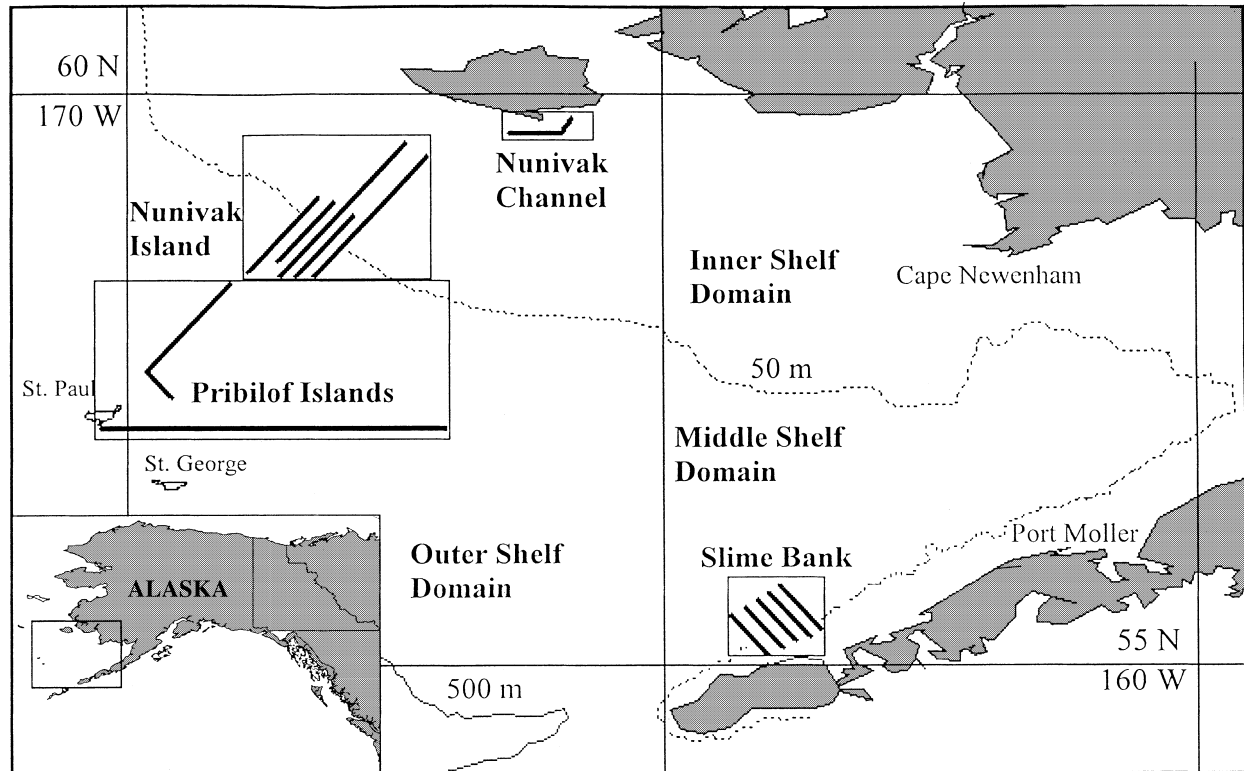 60 N
170 W
Nunivak
Channel
Nunivak
Island
Inner Shelf
Domain
Cape Newenham
50 m
St. Paul
Pribilof Islands
Middle Shelf
Domain
St. George
Port Moller
Outer Shelf
Domain
Slime Bank
ALASKA
55 N
160 W
500 m